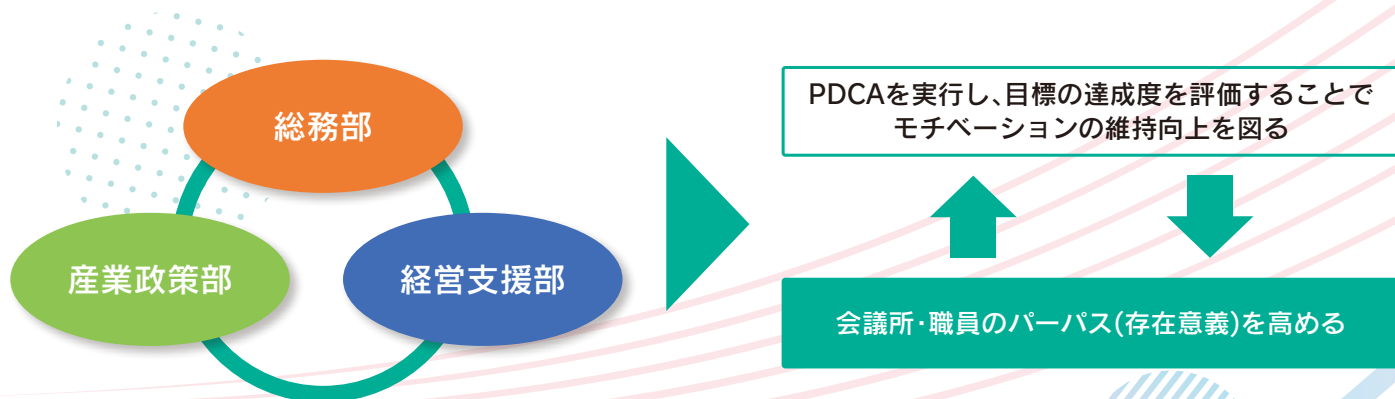 総務部
産業政策部
経営支援部
PDCAを実行し、目標の達成度を評価することで
モチベーションの維持向上を図る
会議所・職員のパーパス(存在意義)を高める